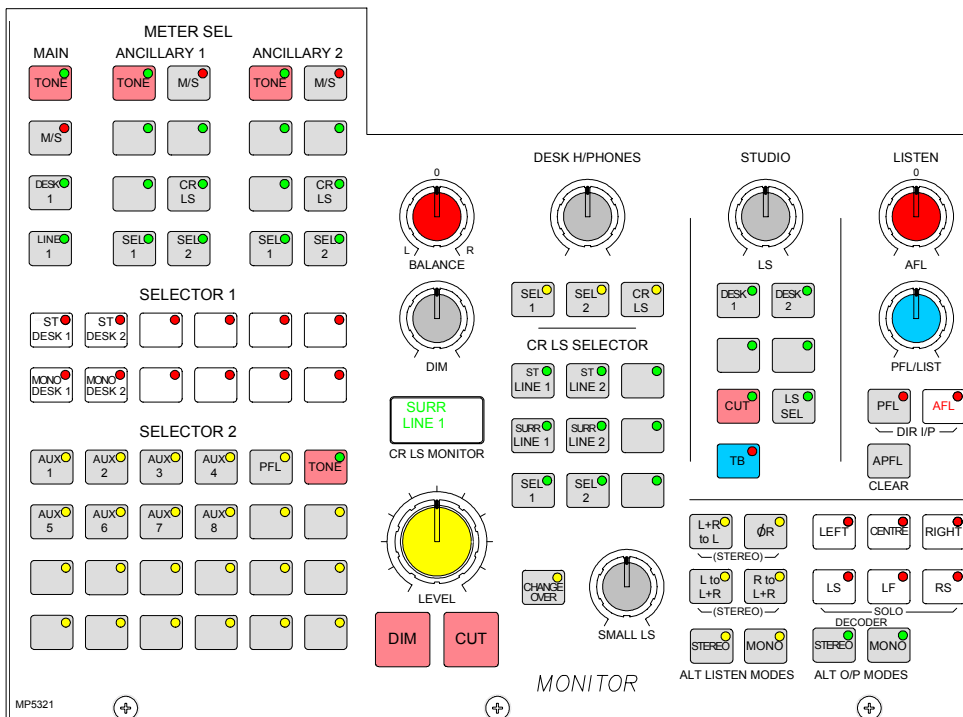 METER SEL
MAIN
ANCILLARY 1
ANCILLARY 2
TONE
TONE
M/S
TONE
M/S
M/S
DESK
1
CR
LS
CR
LS
LINE
1
SEL
1
SEL
2
SEL
1
SEL
2
SELECTOR 1
ST
DESK 1
ST
DESK 2
MONO
DESK 1
MONO
DESK 2
SELECTOR 2
AUX
1
AUX
2
AUX
3
AUX
4
PFL
TONE
AUX
5
AUX
6
AUX
7
AUX
8
MP5321
0
L
R
BALANCE
DIM
SURR
LINE 1
CR LS MONITOR
LEVEL
DIM
CUT
DESK H/PHONES
SEL
1
SEL
2
CR
LS
CR LS SELECTOR
ST
LINE 1
ST
LINE 2
SURR
LINE 1
SURR
LINE 2
SEL
1
SEL
2
CHANGE
OVER
SMALL LS
MONITOR
STUDIO
LS
DESK
1
DESK
2
CUT
LS
SEL
TB
LISTEN
0
AFL
PFL/LIST
PFL
AFL
DIR I/P
APFL
CLEAR
L+R
to L
ØR
(STEREO)
L to
L+R
R to
L+R
(STEREO)
STEREO
MONO
ALT LISTEN MODES
LEFT
CENTRE
RIGHT
LS
LF
RS
SOLO
DECODER
STEREO
MONO
ALT O/P MODES